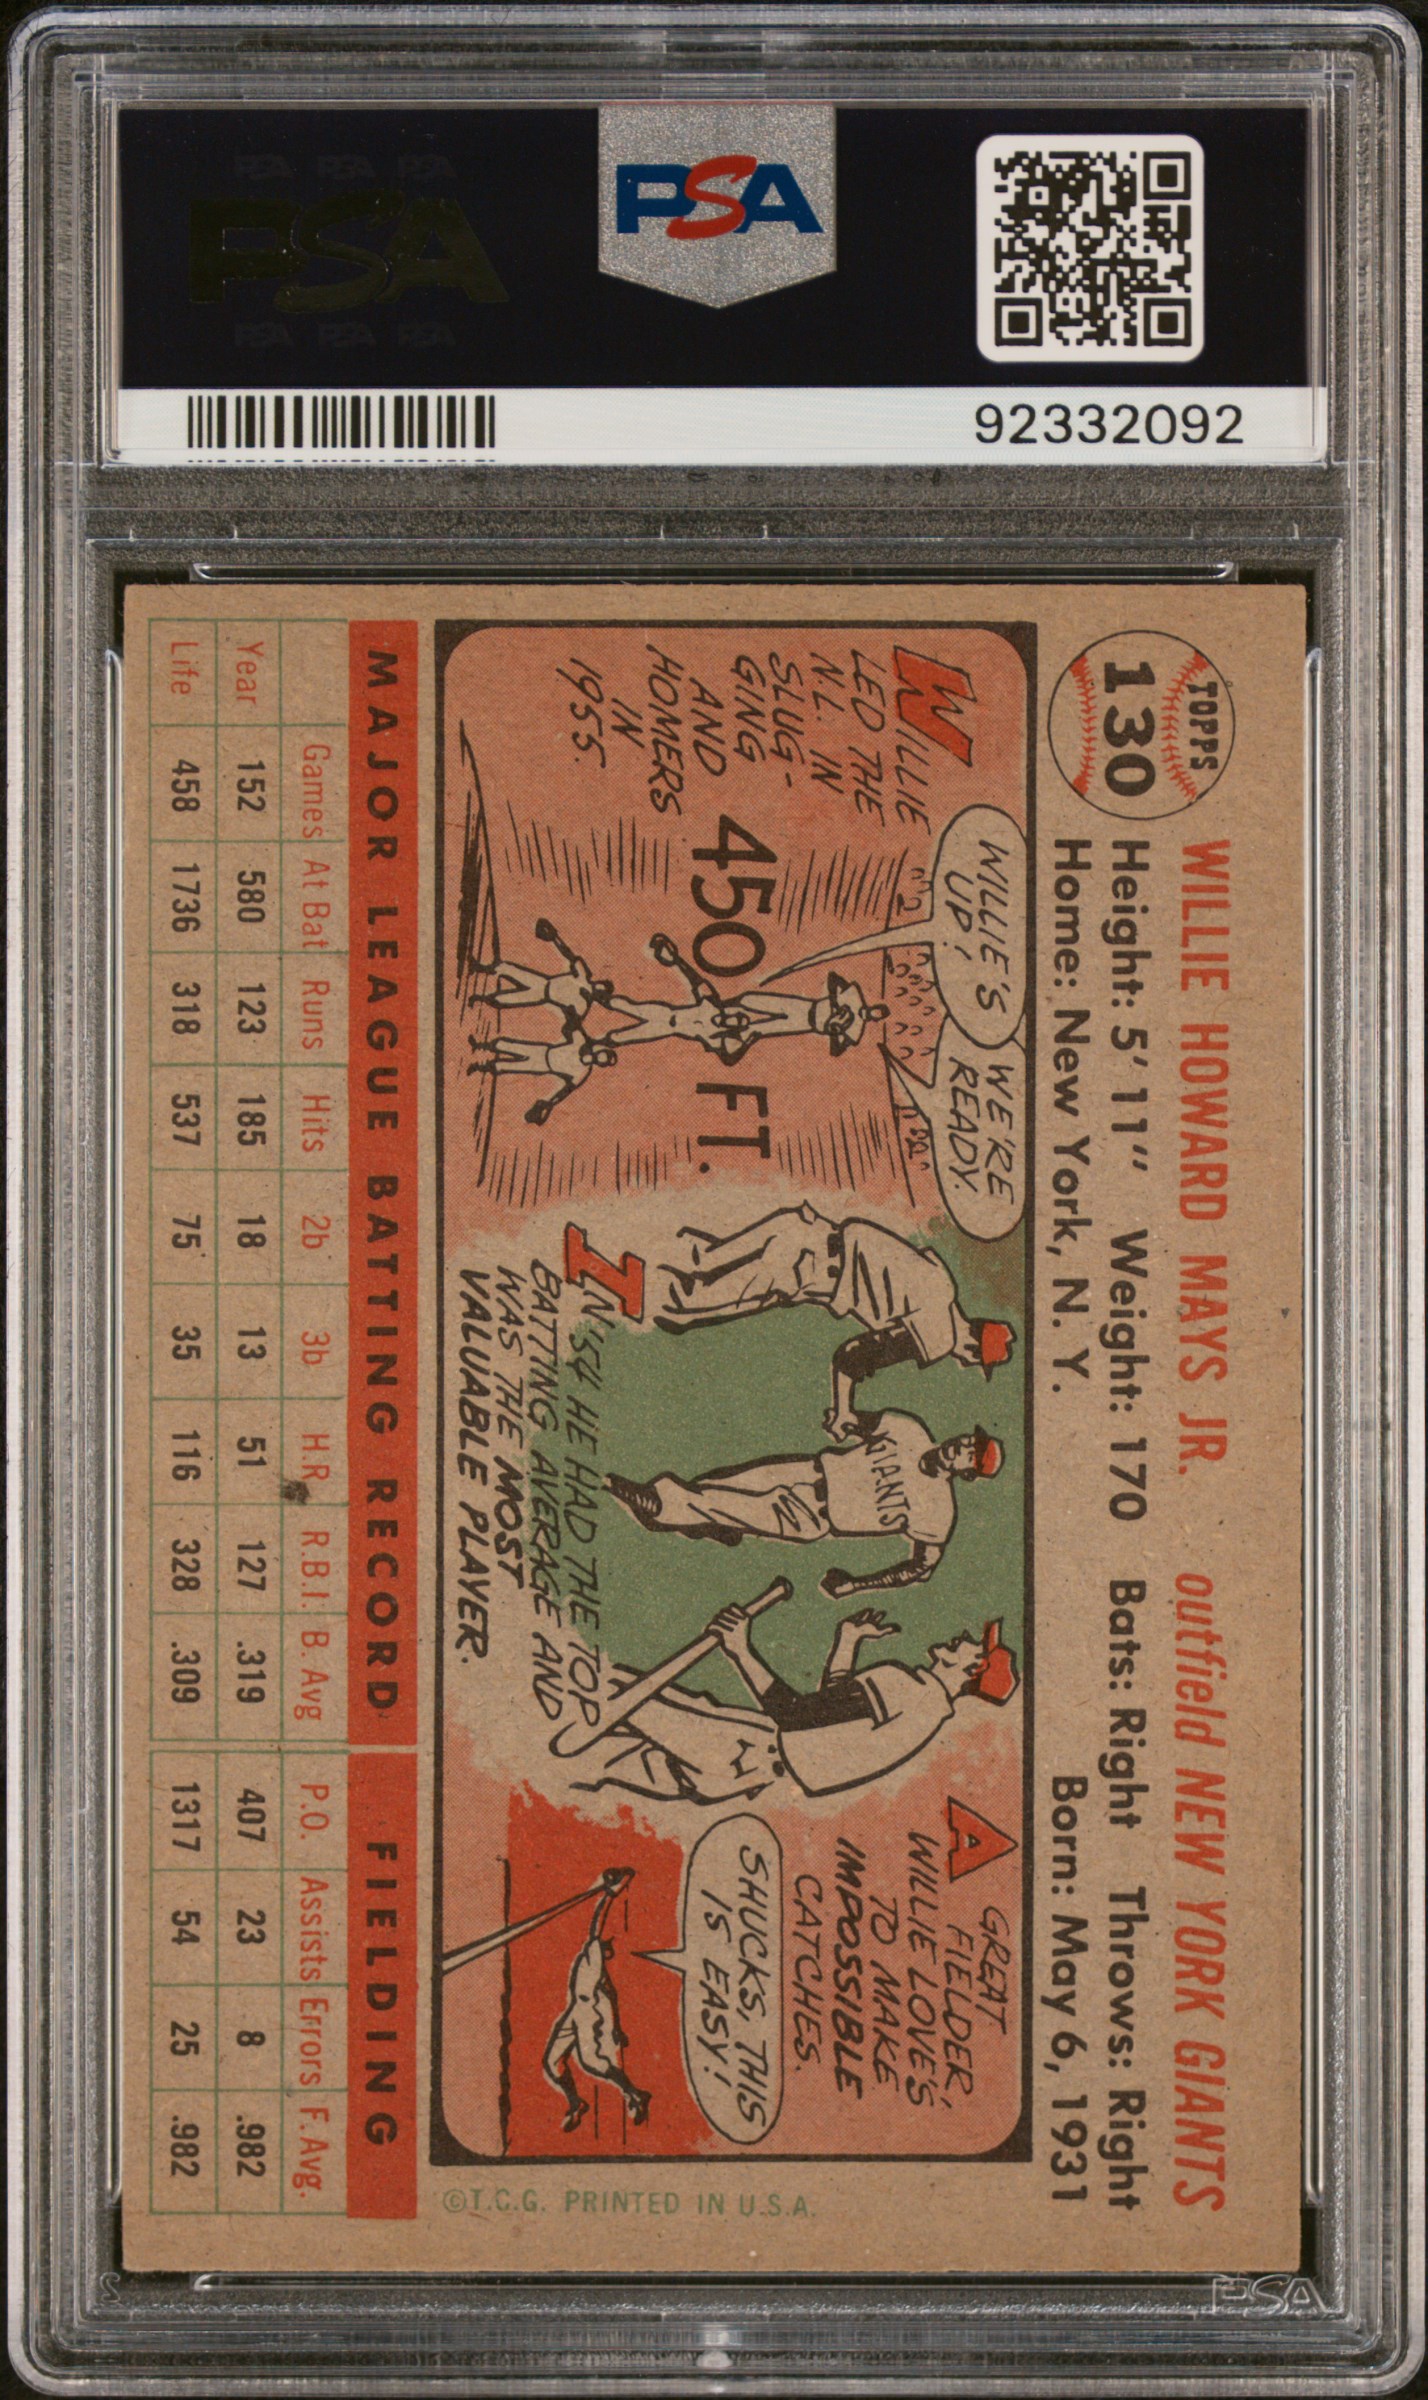 PSA PSA PSA
PSA
PSA PSA PSA
PSA
92332092
TOPPS
130
WILLIE HOWARD MAYS JR. outfield NEW YORK GIANTS
Height: 5'11" Weight: 170 Bats: Right Throws: Right
Home: New York, N. Y. Born: May 6, 1931
WILLIE
LED THE
N.L. IN
SLUG-
GING
AND
HOMERS
IN
1955.
WILLIE'S
UP!
WE'RE
READY.
450 FT.
GIANTS
IN '54 HE HAD THE TOP
BATTING AVERAGE AND
WAS THE MOST
VALUABLE PLAYER.
A GREAT
FIELDER,
WILLIE LOVE'S
TO MAKE
IMPOSSIBLE
CATCHES.
SHUCKS, THIS
IS EASY!
MAJOR LEAGUE BATTING RECORD FIELDING
Games At Bat Runs Hits 2b 3b H.R. R.B.I. B. Avg P.O. Assists Errors F. Avg.
Year 152 580 123 185 18 13 51 127 .319 407 23 8 .982
Life 458 1736 318 537 75 35 116 328 .309 1317 54 25 .982
©T.C.G. PRINTED IN U.S.A.
PSA